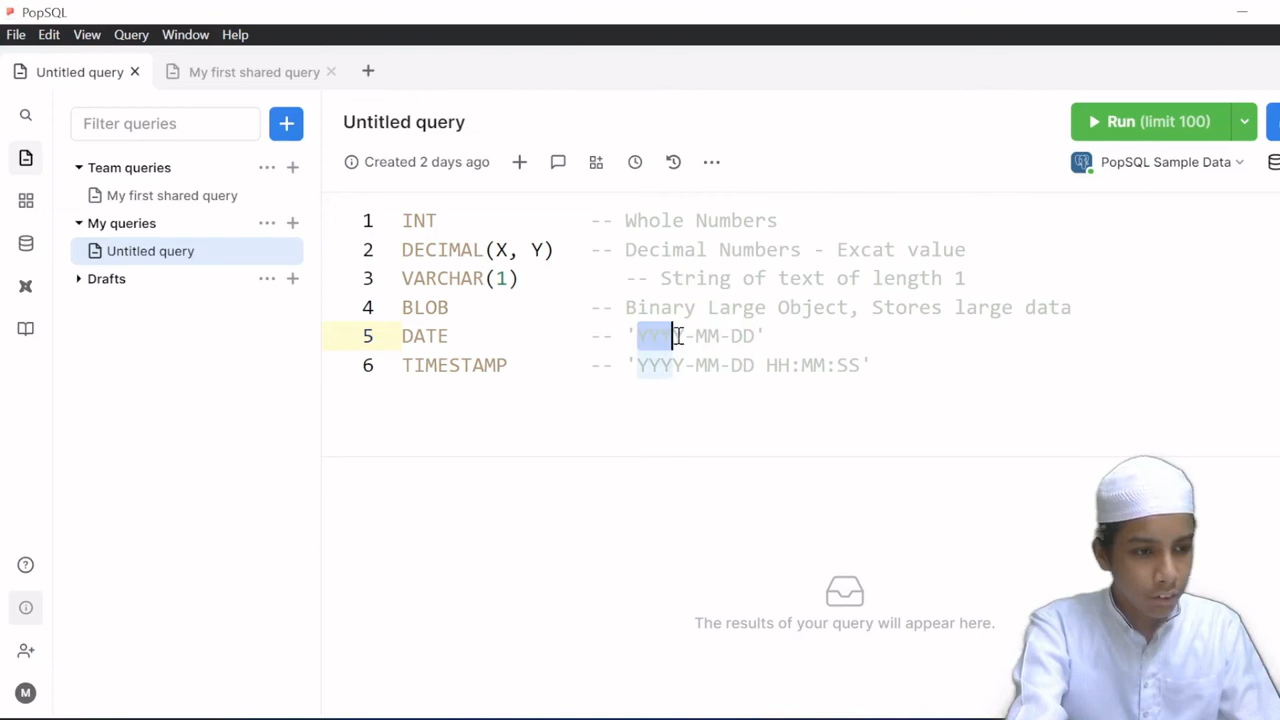 PopSQL
File Edit View Query Window Help
Untitled query My first shared query
Filter queries
Team queries
My first shared query
My queries
Untitled query
Drafts
M
Untitled query
Run (limit 100)
Created 2 days ago
PopSQL Sample Data
1 INT -- Whole Numbers
2 DECIMAL(X, Y) -- Decimal Numbers - Excat value
3 VARCHAR(1) -- String of text of length 1
4 BLOB -- Binary Large Object, Stores large data
5 DATE -- 'YYYY-MM-DD'
6 TIMESTAMP -- 'YYYY-MM-DD HH:MM:SS'
The results of your query will appear here.